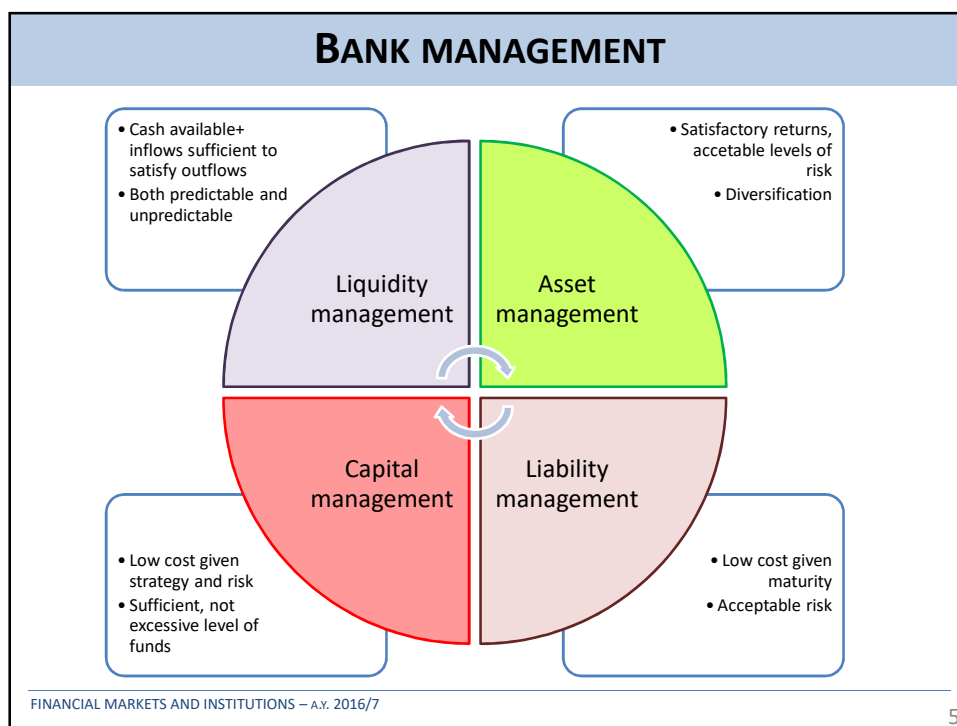 BANK MANAGEMENT
• Cash available+
inflows sufficient to
satisfy outflows
• Both predictable and
unpredictable
• Satisfactory returns,
accetable levels of
risk
• Diversification
Liquidity
management
Asset
management
Capital
management
Liability
management
• Low cost given
strategy and risk
• Sufficient, not
excessive level of
funds
• Low cost given
maturity
• Acceptable risk
FINANCIAL MARKETS AND INSTITUTIONS – A.Y. 2016/7
5